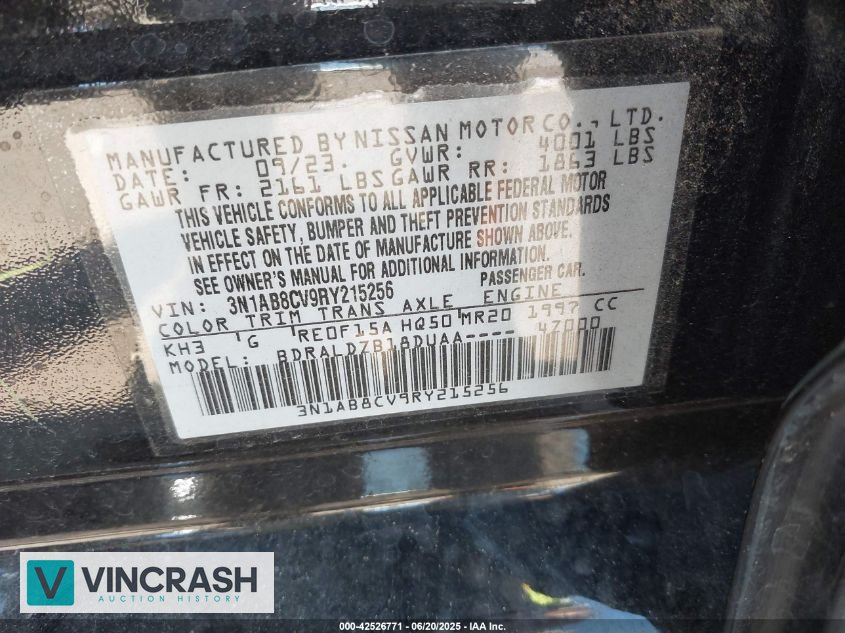 MANUFACTURED BY NISSAN MOTOR CO., LTD.
DATE: 09/23. GVWR: 4001 LBS
GAWR FR: 2161 LBS GAWR RR: 1863 LBS
THIS VEHICLE CONFORMS TO ALL APPLICABLE FEDERAL MOTOR
VEHICLE SAFETY, BUMPER AND THEFT PREVENTION STANDARDS
IN EFFECT ON THE DATE OF MANUFACTURE SHOWN ABOVE.
SEE OWNER'S MANUAL FOR ADDITIONAL INFORMATION.
VIN: 3N1AB8CV9RY215256 PASSENGER CAR.
COLOR TRIM TRANS AXLE ENGINE
KH3 G RE0F15A HQ50 MR20 1997 CC
MODEL: BDRALDZB18DUAA---- 47000
3N1AB8CV9RY215256
V VINCRASH
AUCTION HISTORY
000-42526771 - 06/20/2025 - IAA Inc.